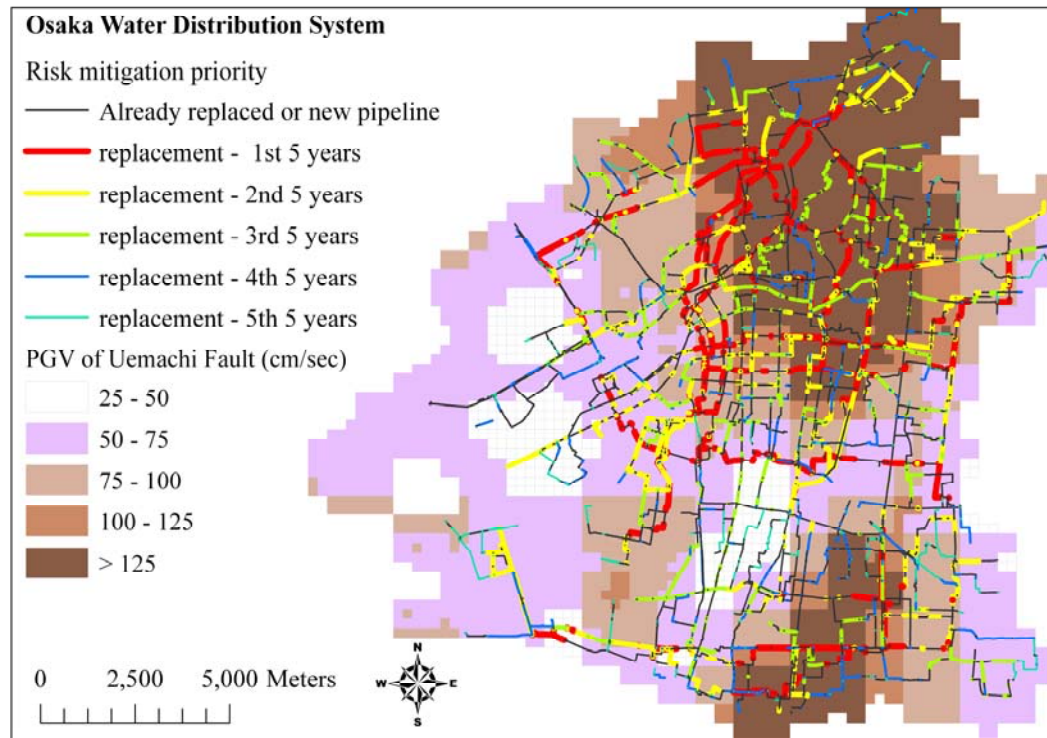 Osaka Water Distribution System
Risk mitigation priority
Already replaced or new pipeline
replacement - 1st 5 years
replacement - 2nd 5 years
replacement - 3rd 5 years
replacement - 4th 5 years
replacement - 5th 5 years
PGV of Uemachi Fault (cm/sec)
25 - 50
50 - 75
75 - 100
100 - 125
> 125
0 2,500 5,000 Meters
N
W E
S